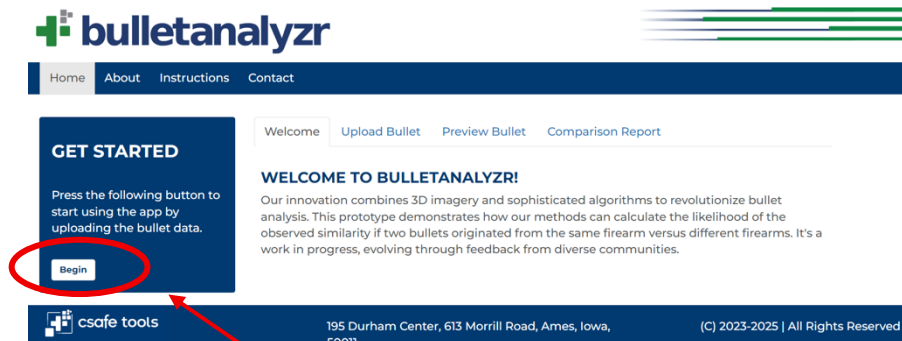 bulletanalyzr
Home About Instructions Contact
GET STARTED
Press the following button to
start using the app by
uploading the bullet data.
Begin
Welcome Upload Bullet Preview Bullet Comparison Report
WELCOME TO BULLETANALYZR!
Our innovation combines 3D imagery and sophisticated algorithms to revolutionize bullet
analysis. This prototype demonstrates how our methods can calculate the likelihood of the
observed similarity if two bullets originated from the same firearm versus different firearms. It's a
work in progress, evolving through feedback from diverse communities.
csafe tools
195 Durham Center, 613 Morrill Road, Ames, Iowa,
(C) 2023-2025 | All Rights Reserved